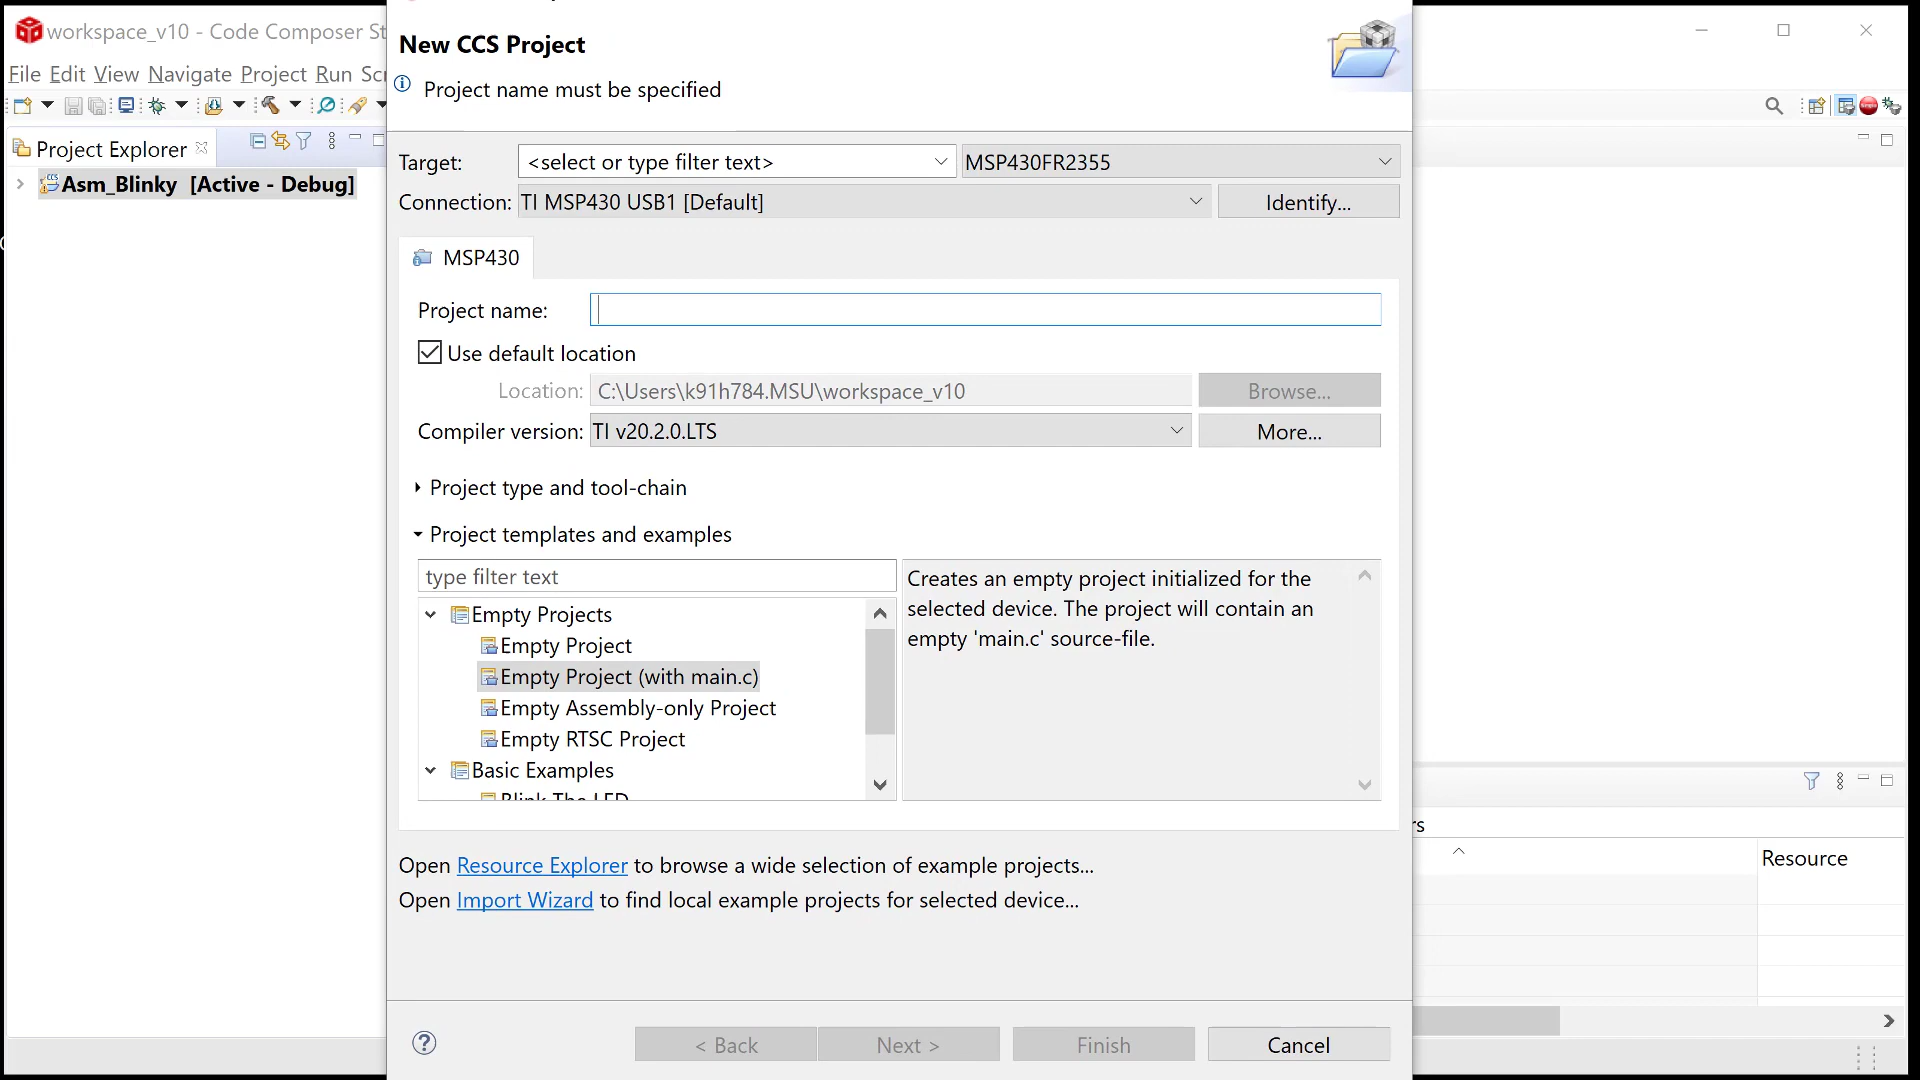 workspace_v10 - Code Composer St
File Edit View Navigate Project Run Scr
Project Explorer
Asm_Blinky [Active - Debug]
New CCS Project
Project name must be specified
Target: <select or type filter text> MSP430FR2355
Connection: TI MSP430 USB1 [Default] Identify...
MSP430
Project name:
Use default location
Location: C:\Users\k91h784.MSU\workspace_v10 Browse...
Compiler version: TI v20.2.0.LTS More...
Project type and tool-chain
Project templates and examples
type filter text
Empty Projects
Empty Project
Empty Project (with main.c)
Empty Assembly-only Project
Empty RTSC Project
Basic Examples
Blink The LED
Creates an empty project initialized for the
selected device. The project will contain an
empty 'main.c' source-file.
Open Resource Explorer to browse a wide selection of example projects...
Open Import Wizard to find local example projects for selected device...
< Back Next > Finish Cancel
rs
Resource